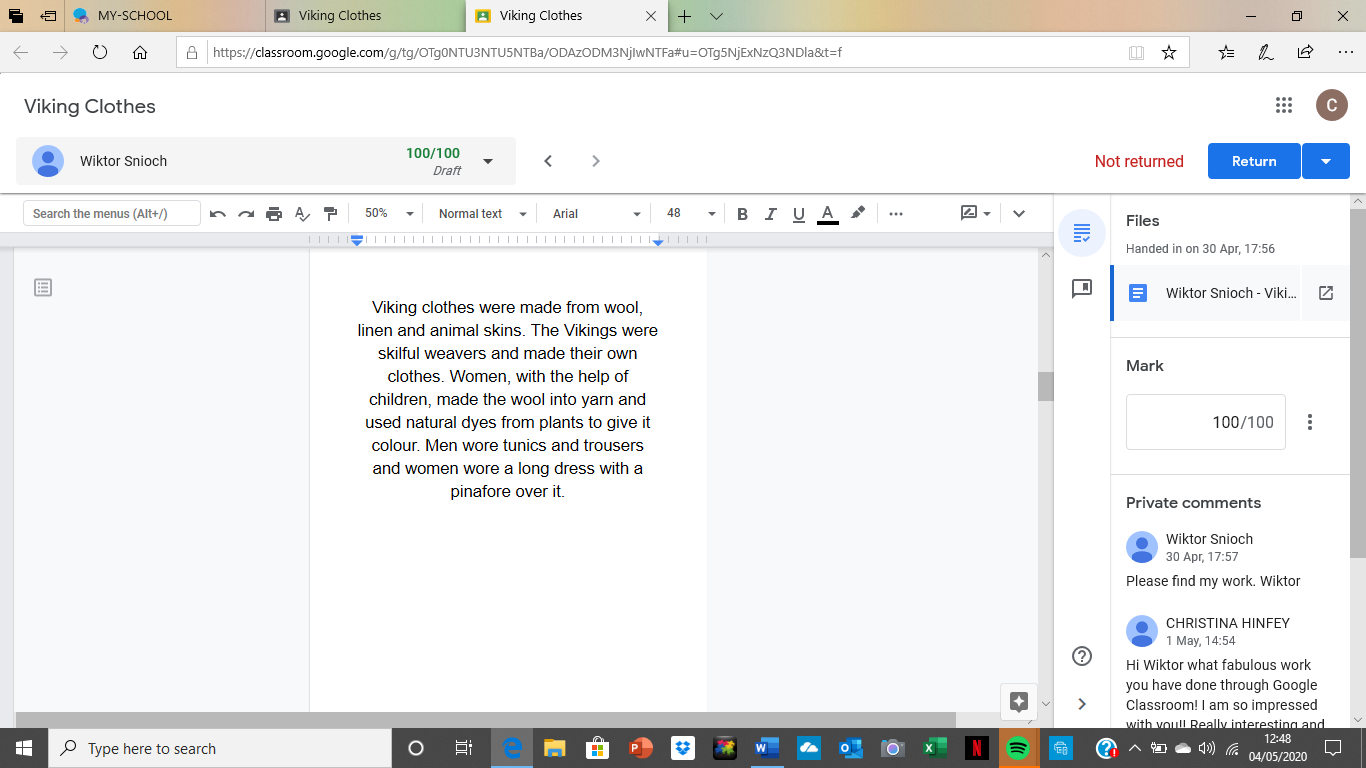 MY-SCHOOL
Viking Clothes
Viking Clothes
https://classroom.google.com/g/tg/OTg0NTU3NTU5NTBa/ODAzODM3NjIwNTFa#u=OTg5NjExNzQ3NDla&t=f
Viking Clothes
C
Wiktor Snioch
100/100
Draft
Not returned
Return
Search the menus (Alt+/)
50%
Normal text
Arial
48
B I U A
Viking clothes were made from wool,
linen and animal skins. The Vikings were
skilful weavers and made their own
clothes. Women, with the help of
children, made the wool into yarn and
used natural dyes from plants to give it
colour. Men wore tunics and trousers
and women wore a long dress with a
pinafore over it.
Files
Handed in on 30 Apr, 17:56
Wiktor Snioch - Viki...
Mark
100/100
Private comments
Wiktor Snioch
30 Apr, 17:57
Please find my work. Wiktor
CHRISTINA HINFEY
1 May, 14:54
Hi Wiktor what fabulous work
you have done through Google
Classroom! I am so impressed
with you!! Really interesting and
Type here to search
12:48
04/05/2020